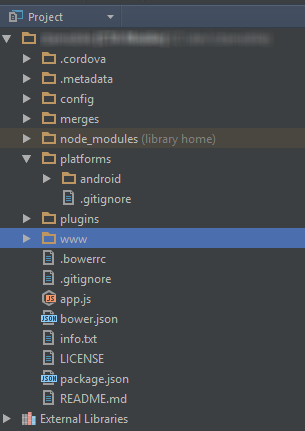 Project
.cordova
.metadata
config
merges
node_modules (library home)
platforms
android
.gitignore
plugins
www
.bowerrc
.gitignore
app.js
bower.json
info.txt
LICENSE
package.json
README.md
External Libraries